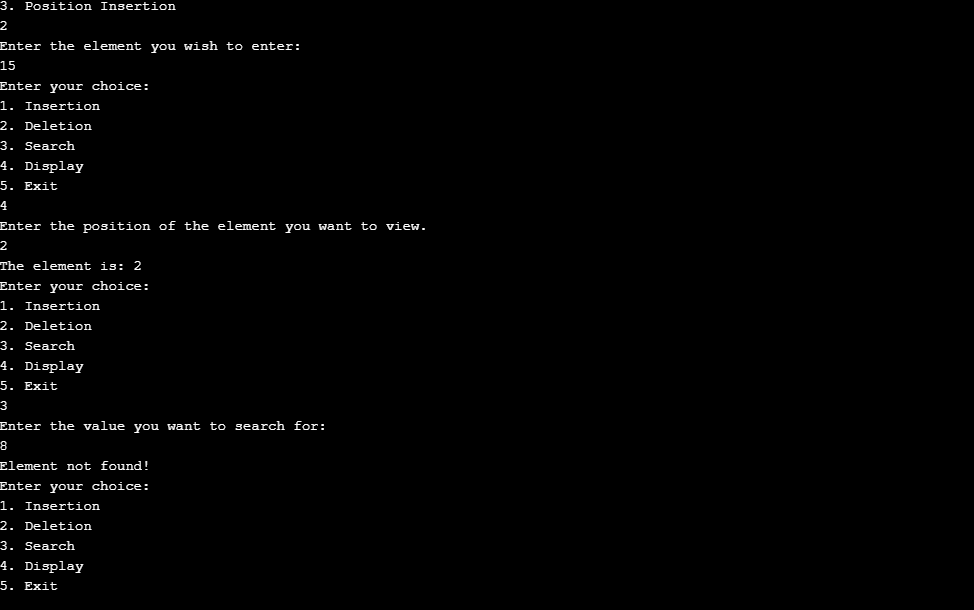 3. Position Insertion
2
Enter the element you wish to enter:
15
Enter your choice:
1. Insertion
2. Deletion
3. Search
4. Display
5. Exit
4
Enter the position of the element you want to view.
2
The element is: 2
Enter your choice:
1. Insertion
2. Deletion
3. Search
4. Display
5. Exit
3
Enter the value you want to search for:
8
Element not found!
Enter your choice:
1. Insertion
2. Deletion
3. Search
4. Display
5. Exit